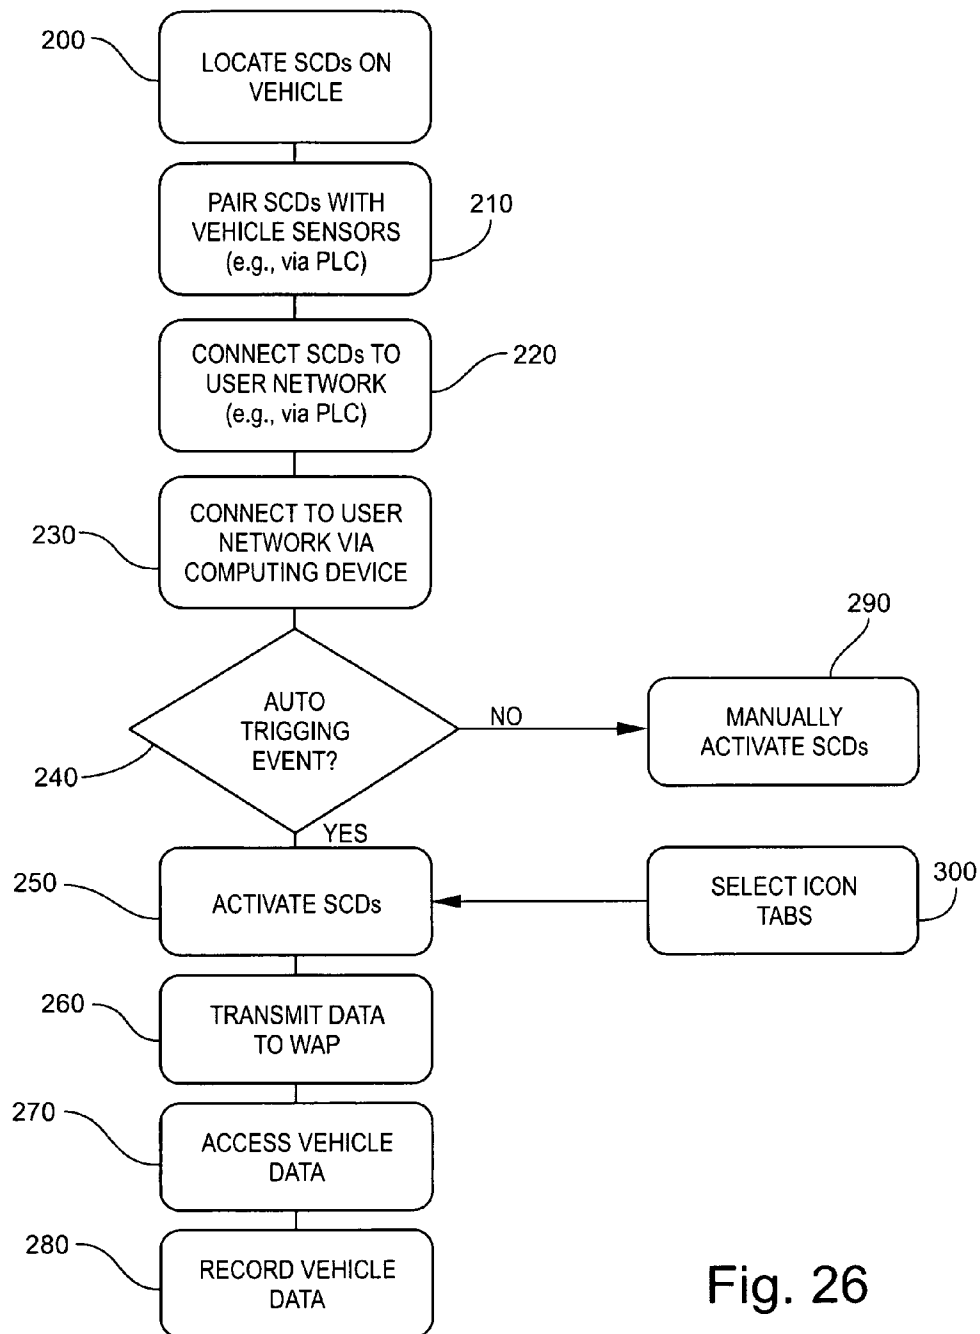 200
LOCATE SCDs ON
VEHICLE
PAIR SCDs WITH
VEHICLE SENSORS
(e.g., via PLC)
210
CONNECT SCDs TO
USER NETWORK
(e.g., via PLC)
220
230
CONNECT TO USER
NETWORK VIA
COMPUTING DEVICE
240
AUTO
TRIGGING
EVENT?
NO
290
MANUALLY
ACTIVATE SCDs
YES
250
ACTIVATE SCDs
SELECT ICON
TABS
300
260
TRANSMIT DATA
TO WAP
270
ACCESS VEHICLE
DATA
280
RECORD VEHICLE
DATA
Fig. 26